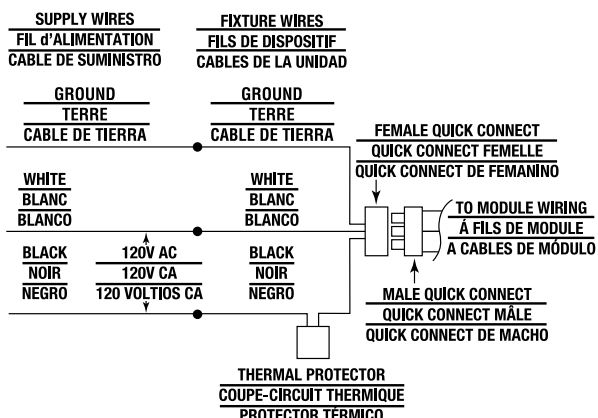 SUPPLY WIRES
FIL d'ALIMENTATION
CABLE DE SUMINISTRO
FIXTURE WIRES
FILS DE DISPOSITIF
CABLES DE LA UNIDAD
GROUND
TERRE
CABLE DE TIERRA
GROUND
TERRE
CABLE DE TIERRA
FEMALE QUICK CONNECT
QUICK CONNECT FEMELLE
QUICK CONNECT DE FEMANINO
WHITE
BLANC
BLANCO
WHITE
BLANC
BLANCO
TO MODULE WIRING
Á FILS DE MODULE
A CABLES DE MÓDULO
BLACK
NOIR
NEGRO
120V AC
120V CA
120 VOLTIOS CA
BLACK
NOIR
NEGRO
MALE QUICK CONNECT
QUICK CONNECT MÂLE
QUICK CONNECT DE MACHO
THERMAL PROTECTOR
COUPE-CIRCUIT THERMIQUE
PROTECTOR TÉRMICO